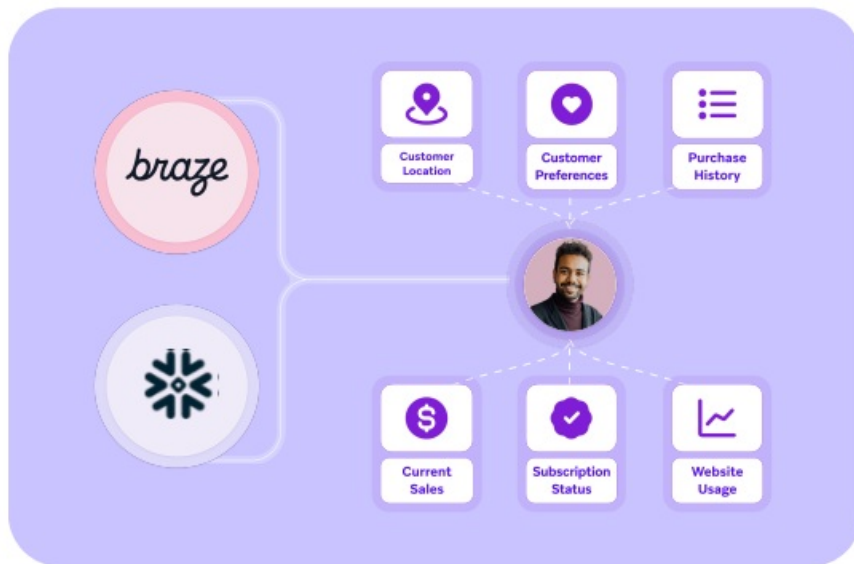 braze
Customer
Location
Customer
Preferences
Purchase
History
Current
Sales
Subscription
Status
Website
Usage